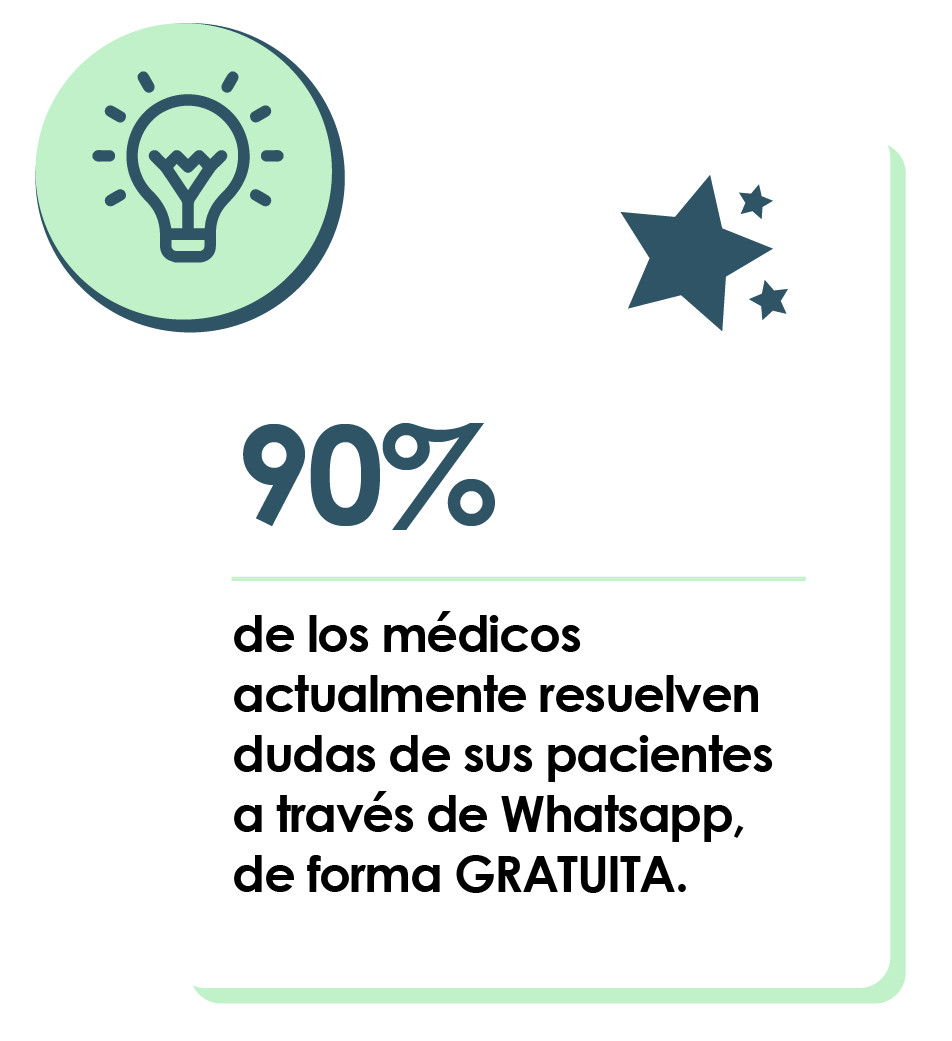 90%
de los médicos
actualmente resuelven
dudas de sus pacientes
a través de Whatsapp,
de forma GRATUITA.